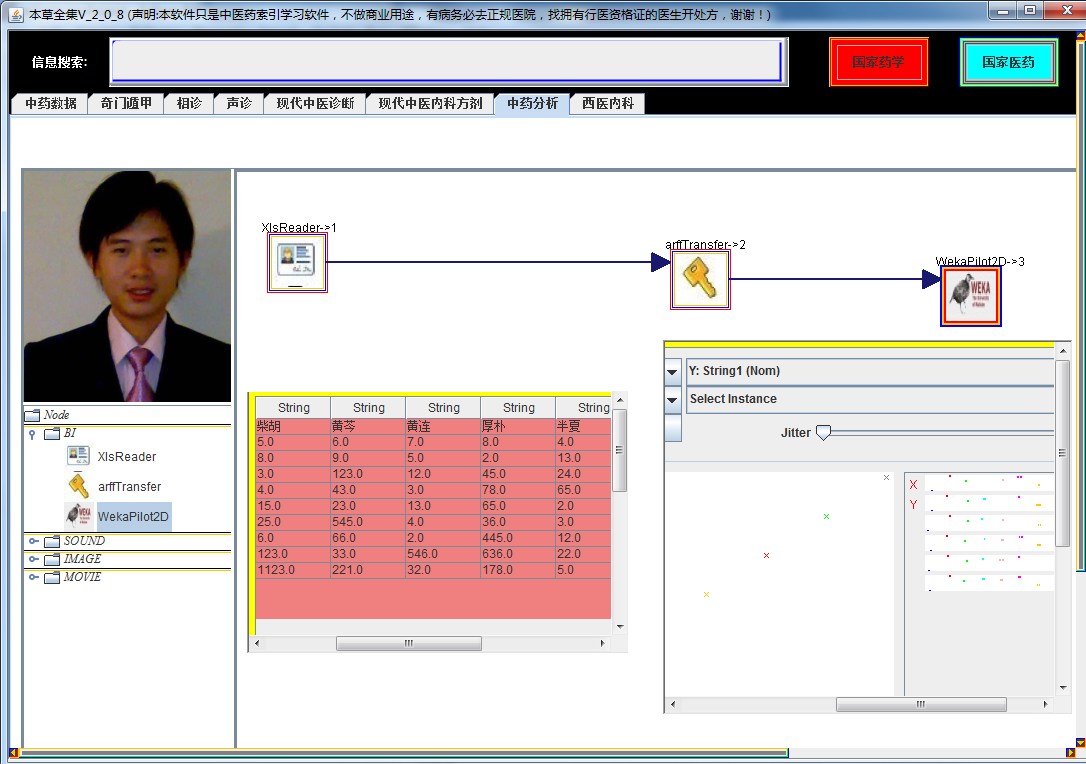 本草全集V_2_0_8 (声明:本软件只是中医药索引学习软件，不做商业用途，有病务必去正规医院，找拥有行医资格证的医生开处方，谢谢！)
信息搜索:
国家药学
国家医药
中药数据 奇门遁甲 相诊 声诊 现代中医诊断 现代中医内科方剂 中药分析 西医内科
XlsReader->1
arffTransfer->2
WekaPilot2D->3
WEKA
Node
BI
XlsReader
arffTransfer
WekaPilot2D
SOUND
IMAGE
MOVIE
String String String String String
柴胡 黄芩 黄连 厚朴 半夏
5.0 6.0 7.0 8.0 4.0
8.0 9.0 5.0 2.0 13.0
3.0 123.0 12.0 45.0 24.0
4.0 43.0 3.0 78.0 65.0
15.0 23.0 13.0 65.0 2.0
25.0 545.0 4.0 36.0 3.0
6.0 66.0 2.0 445.0 12.0
123.0 33.0 546.0 636.0 22.0
1123.0 221.0 32.0 178.0 5.0
Y: String1 (Nom)
Select Instance
Jitter
X
Y